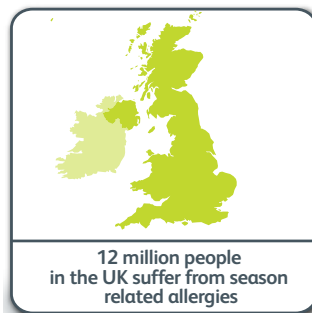 12 million people
in the UK suffer from season
related allergies